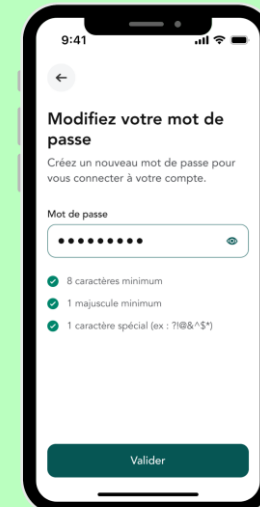 9:41
Modifiez votre mot de
passe
Créez un nouveau mot de passe pour
vous connecter à votre compte.
Mot de passe
•••••••••
8 caractères minimum
1 majuscule minimum
1 caractère spécial (ex : ?!@&^$*)
Valider